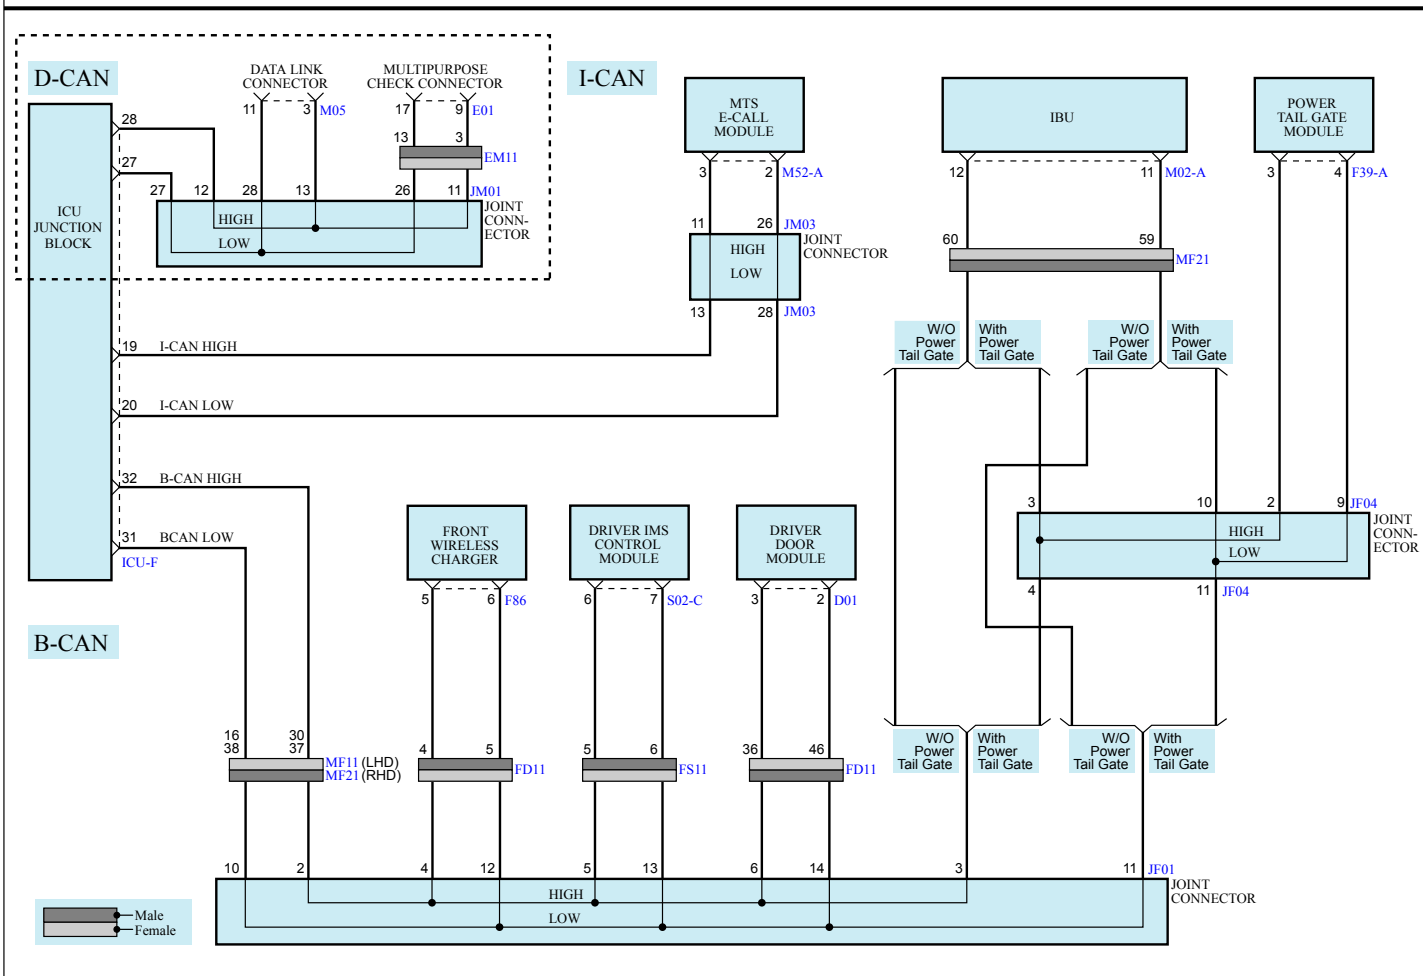 D-CAN
DATA LINK
CONNECTOR
MULTIPURPOSE
CHECK CONNECTOR
I-CAN
11 3 M05
17 9 E01
28
13 3
EM11
27
27 12 28 13 26 11 JM01
HIGH
LOW
JOINT
CONN-
ECTOR
ICU
JUNCTION
BLOCK
MTS
E-CALL
MODULE
3 2 M52-A
11 26 JM03
HIGH
LOW
JOINT
CONNECTOR
13 28 JM03
IBU
12 11 M02-A
60 59
MF21
POWER
TAIL GATE
MODULE
3 4 F39-A
W/O
Power
Tail Gate
With
Power
Tail Gate
W/O
Power
Tail Gate
With
Power
Tail Gate
19 I-CAN HIGH
20 I-CAN LOW
32 B-CAN HIGH
31 BCAN LOW
ICU-F
B-CAN
3 10 2 9 JF04
HIGH
LOW
JOINT
CONN-
ECTOR
4 11 JF04
FRONT
WIRELESS
CHARGER
5 6 F86
DRIVER IMS
CONTROL
MODULE
6 7 S02-C
DRIVER
DOOR
MODULE
3 2 D01
16 30
38 37
MF11 (LHD)
MF21 (RHD)
4 5
FD11
5 6
FS11
36 46
FD11
W/O
Power
Tail Gate
With
Power
Tail Gate
W/O
Power
Tail Gate
With
Power
Tail Gate
10 2 4 12 5 13 6 14 3 11 JF01
HIGH
LOW
JOINT
CONNECTOR
Male
Female